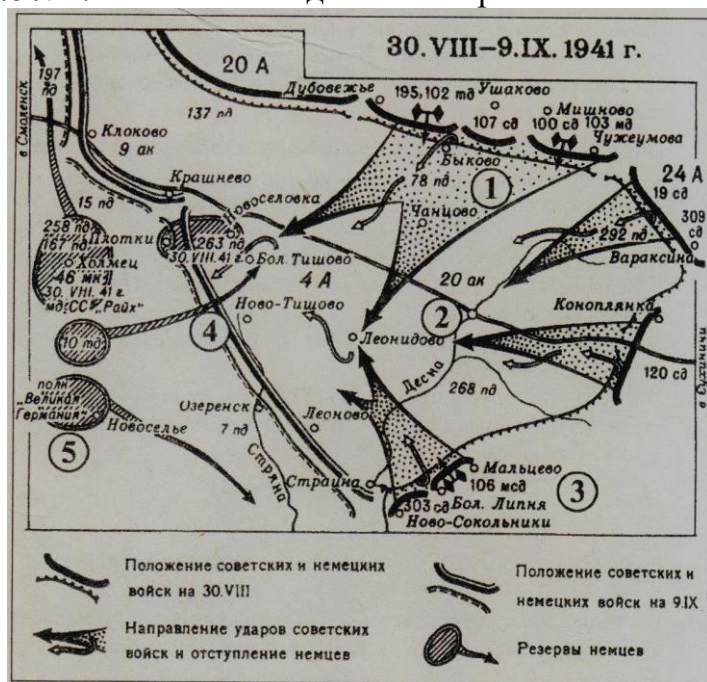 30.VIII–9.IX. 1941 г.
197 пд
20 А
Дубовежье
195, 102 тд
Ушаково
137 пд
107 сд
Мишново
100 сд
103 мд
Чужеумова
в Смоленск
Клоково
9 ак
Быково
1
78 пд
24 А
19 сд
309 сд
Крашнево
15 пд
Новоселовка
Чанцово
292 пд
Вараксина
258 пд
167 пд
Плотки
263 пд
30. VIII. 41 г.
Бол. Тишово
Холмец
46 мк
30. VIII. 41 г.
мд СС "Райх"
4 А
20 ак
Коноплянка
Ново-Тишово
2
4
Леонидово
10 тд
Десна
120 сд
в Сухиничи
полк
"Великая
Германия"
268 пд
Озеренск
Леоново
Новоселье
7 пд
5
Стряна
Страйна
Мальцево
106 мсд
3
303 сд
Бол. Липня
Ново-Сокольники
Положение советских и немецких
войск на 30.VIII
Положение советских и
немецких войск на 9.IX
Направление ударов советских
войск и отступление немцев
Резервы немцев